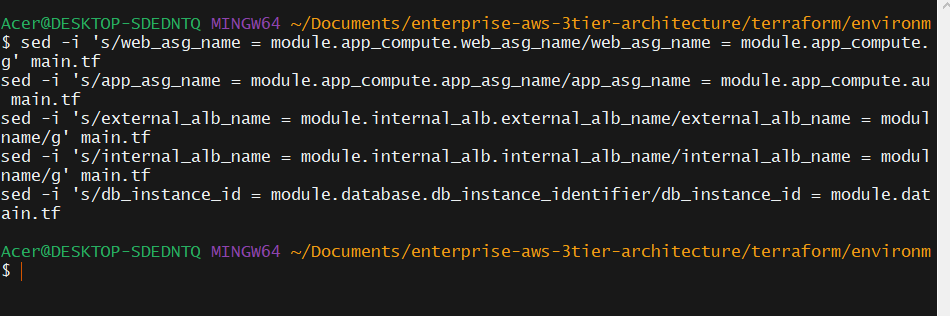 Acer@DESKTOP-SDEDNTQ MINGW64 ~/Documents/enterprise-aws-3tier-architecture/terraform/environm
$ sed -i 's/web_asg_name = module.app_compute.web_asg_name/web_asg_name = module.app_compute.
g' main.tf
sed -i 's/app_asg_name = module.app_compute.app_asg_name/app_asg_name = module.app_compute.au
 main.tf
sed -i 's/external_alb_name = module.internal_alb.external_alb_name/external_alb_name = modul
name/g' main.tf
sed -i 's/internal_alb_name = module.internal_alb.internal_alb_name/internal_alb_name = modul
name/g' main.tf
sed -i 's/db_instance_id = module.database.db_instance_identifier/db_instance_id = module.dat
ain.tf
Acer@DESKTOP-SDEDNTQ MINGW64 ~/Documents/enterprise-aws-3tier-architecture/terraform/environm
$